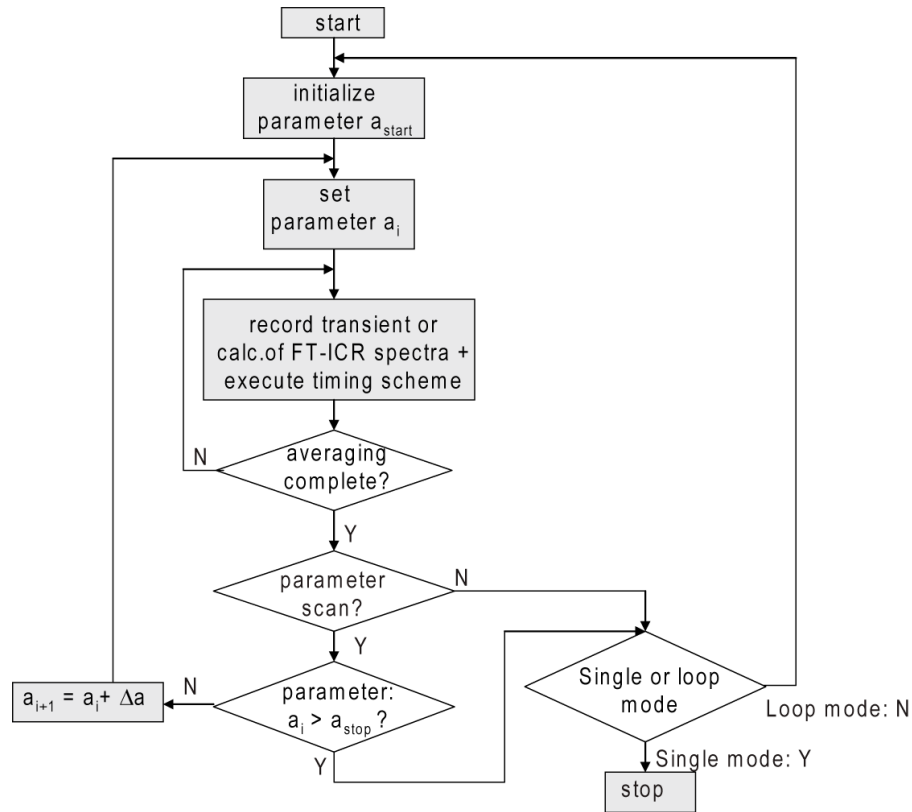 start
initialize
parameter a_start
set
parameter a_i
record transient or
calc.of FT-ICR spectra +
execute timing scheme
N
averaging
complete?
Y
parameter
scan?
N
Y
a_i+1 = a_i + Δa
N
parameter:
a_i > a_stop ?
Y
Single or loop
mode
Loop mode: N
Single mode: Y
stop